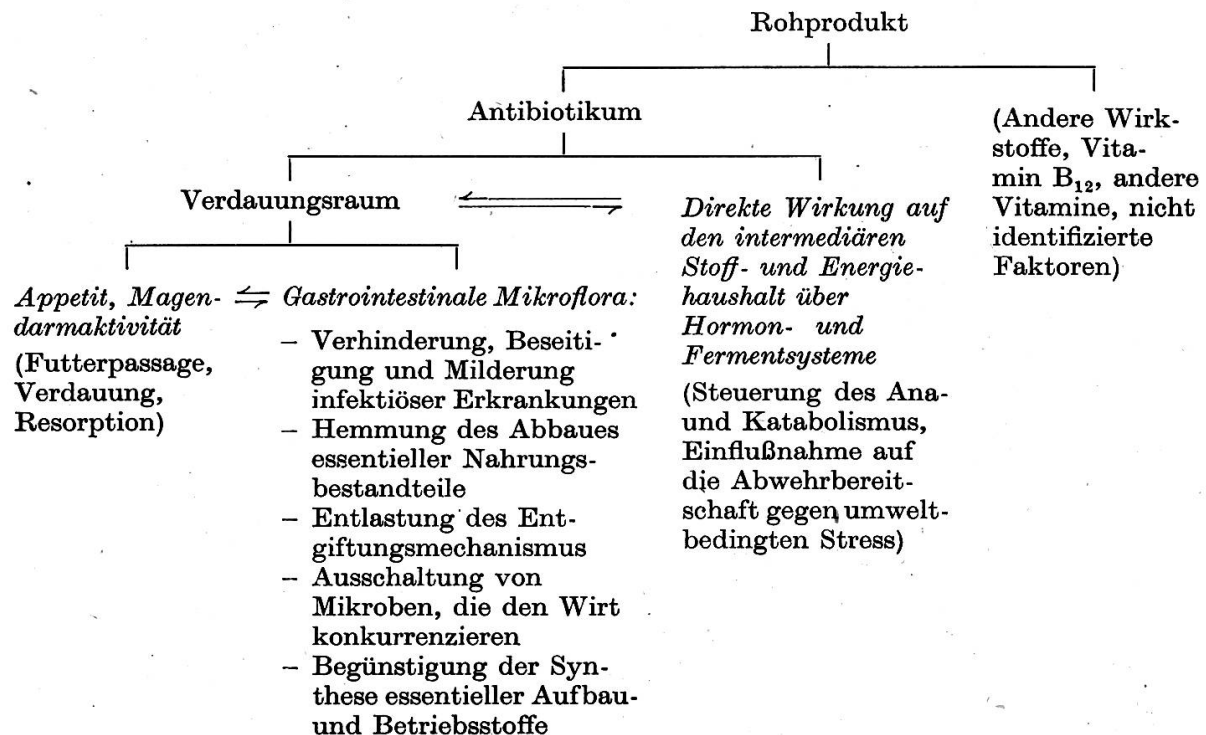 Rohprodukt
Antibiotikum
(Andere Wirk-
stoffe, Vita-
min B₁₂, andere
Vitamine, nicht
identifizierte
Faktoren)
Verdauungsraum
Direkte Wirkung auf
den intermediären
Stoff- und Energie-
haushalt über
Hormon- und
Fermentsysteme
(Steuerung des Ana-
und Katabolismus,
Einflußnahme auf
die Abwehrbereit-
schaft gegen umwelt-
bedingten Stress)
Appetit, Magen-
darmaktivität
(Futterpassage,
Verdauung,
Resorption)
Gastrointestinale Mikroflora:
– Verhinderung, Beseiti-
gung und Milderung
infektiöser Erkrankungen
– Hemmung des Abbaues
essentieller Nahrungs-
bestandteile
– Entlastung des Ent-
giftungsmechanismus
– Ausschaltung von
Mikroben, die den Wirt
konkurrenzieren
– Begünstigung der Syn-
these essentieller Aufbau-
und Betriebsstoffe